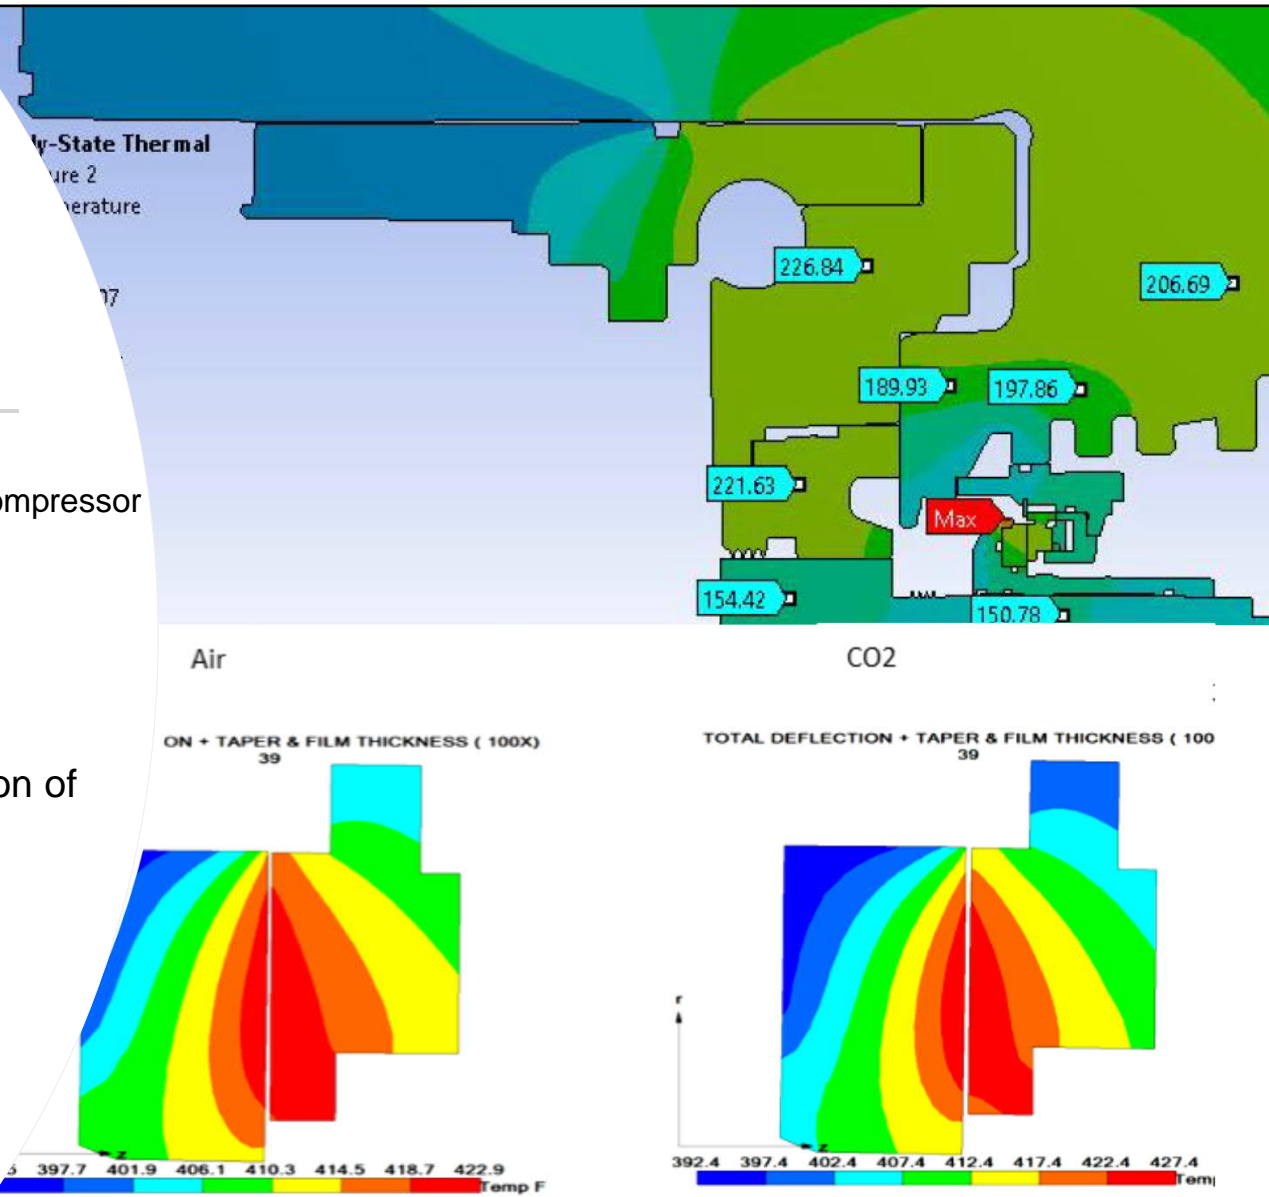 State Thermal
ure 2
erature
07
226.84
206.69
189.93
197.86
221.63
Max
154.42
150.78
ompressor
on of
Air
CO2
ON + TAPER & FILM THICKNESS ( 100X)
39
TOTAL DEFLECTION + TAPER & FILM THICKNESS ( 100
39
r
z
z
397.7 401.9 406.1 410.3 414.5 418.7 422.9
Temp F
392.4 397.4 402.4 407.4 412.4 417.4 422.4 427.4
Tem